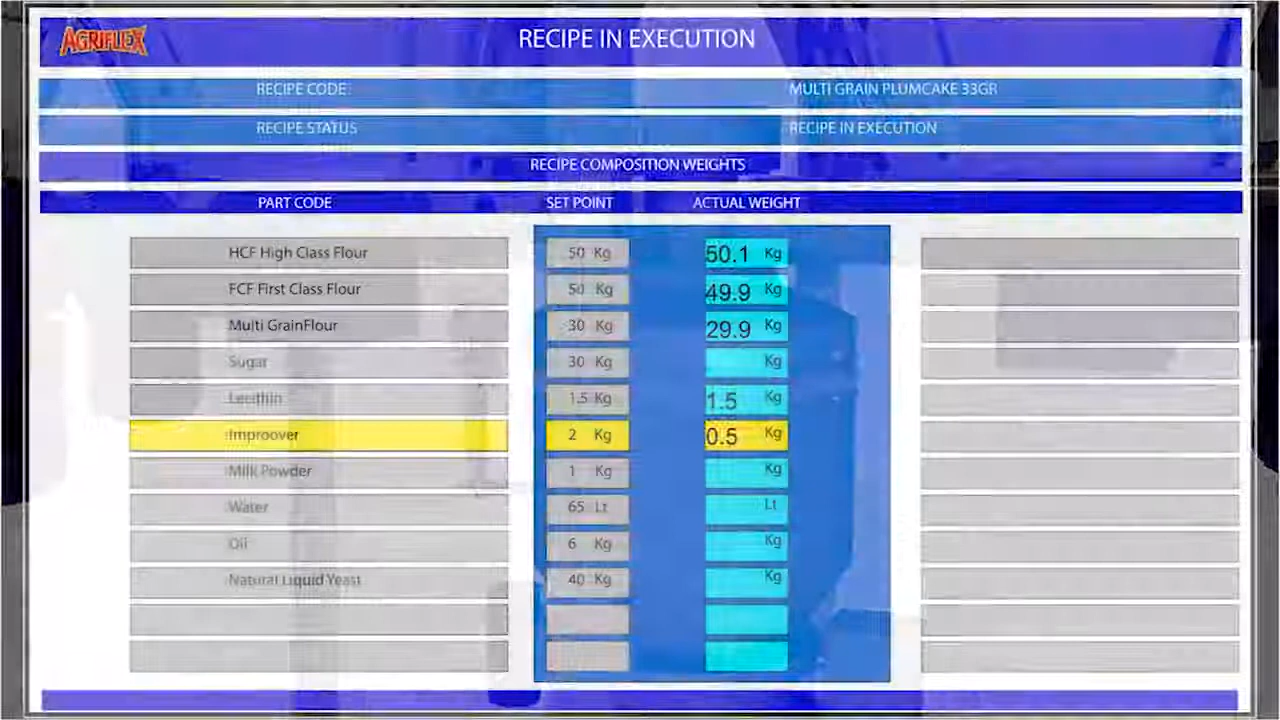 AGRIFLEX
RECIPE IN EXECUTION
RECIPE CODE MULTI GRAIN PLUMCAKE 33GR
RECIPE STATUS RECIPE IN EXECUTION
RECIPE COMPOSITION WEIGHTS
PART CODE SET POINT ACTUAL WEIGHT
HCF High Class Flour 50 Kg 50.1 Kg
FCF First Class Flour 50 Kg 49.9 Kg
Multi GrainFlour 30 Kg 29.9 Kg
Sugar 30 Kg Kg
Lecithin 1.5 Kg 1.5 Kg
Improover 2 Kg 0.5 Kg
Milk Powder 1 Kg Kg
Water 65 Lt Lt
Oil 6 Kg Kg
Natural Liquid Yeast 40 Kg Kg